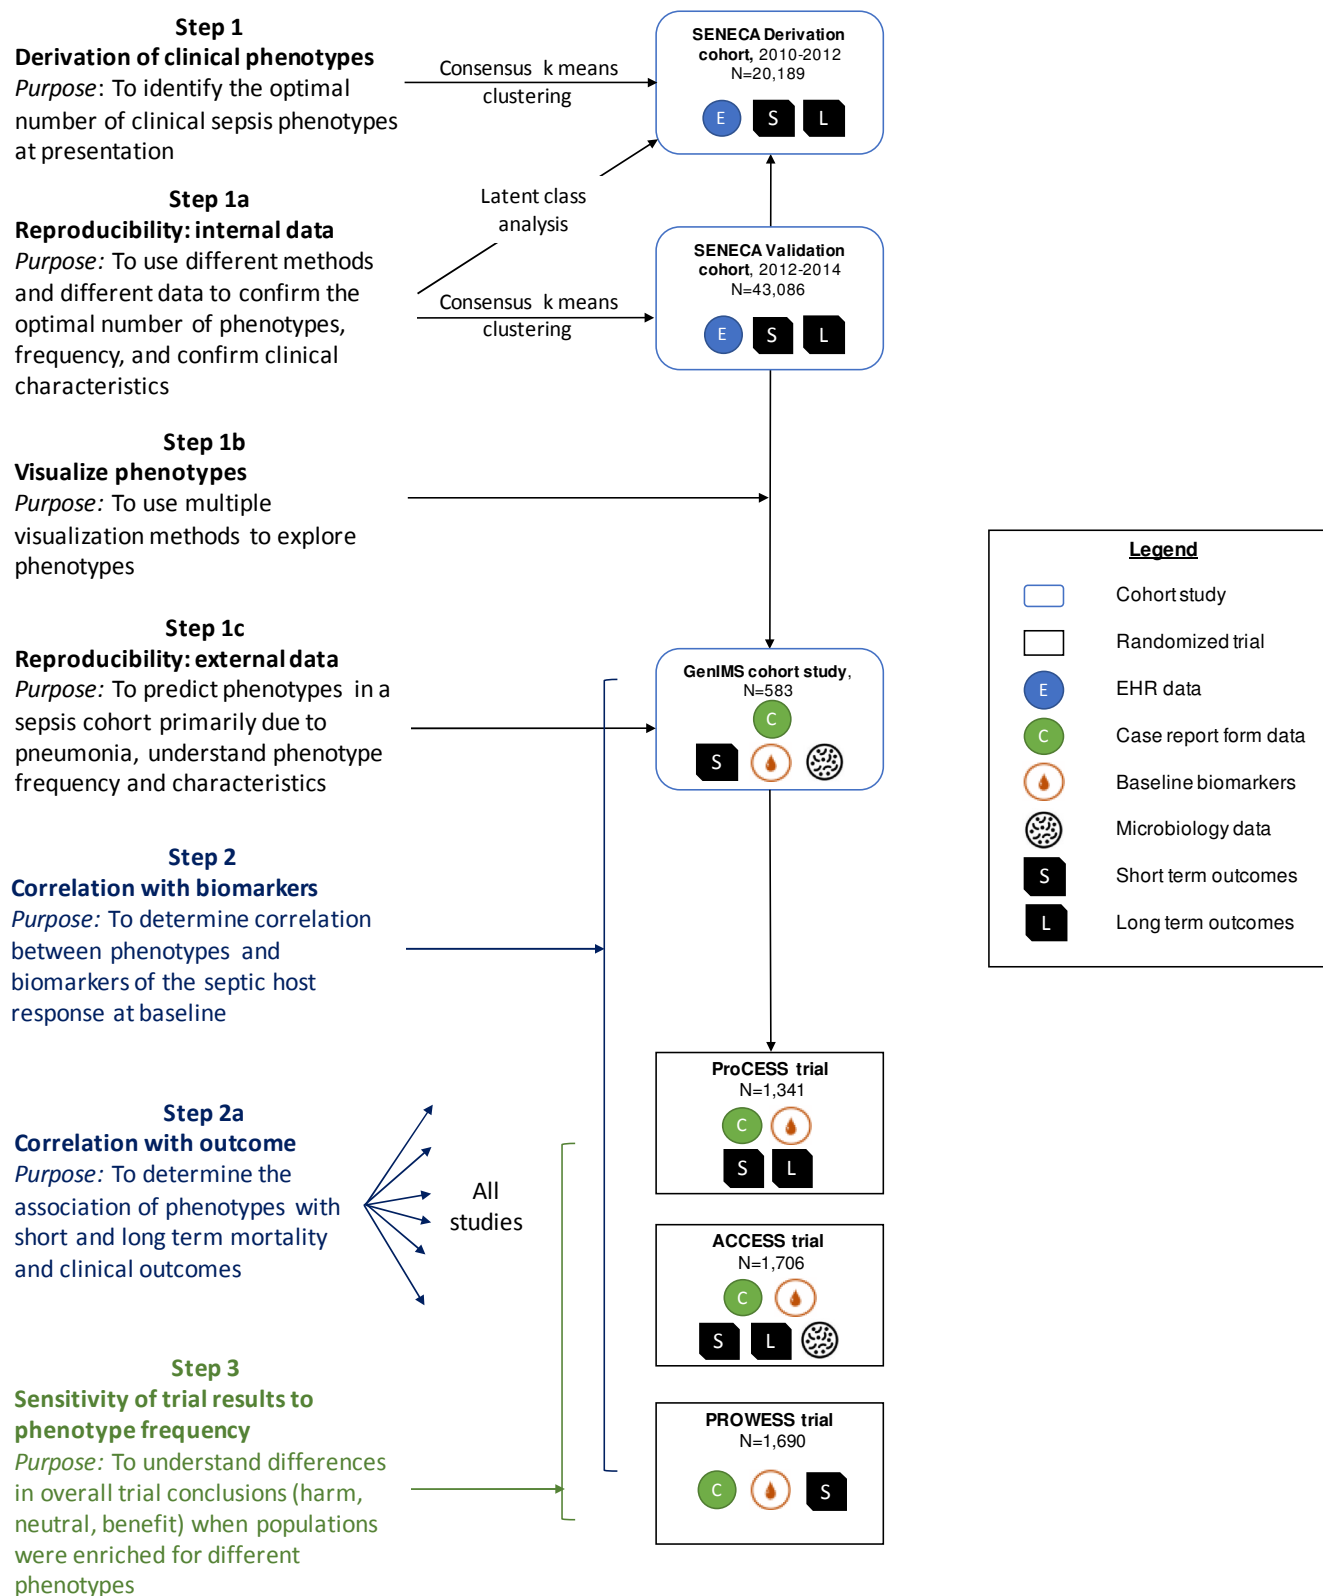 Step 1
Derivation of clinical phenotypes
Purpose: To identify the optimal
number of clinical sepsis phenotypes
at presentation
Consensus k means
clustering
SENECA Derivation
cohort, 2010-2012
N=20,189
E S L
Step 1a
Reproducibility: internal data
Purpose: To use different methods
and different data to confirm the
optimal number of phenotypes,
frequency, and confirm clinical
characteristics
Latent class
analysis
Consensus k means
clustering
SENECA Validation
cohort, 2012-2014
N=43,086
E S L
Step 1b
Visualize phenotypes
Purpose: To use multiple
visualization methods to explore
phenotypes
Step 1c
Reproducibility: external data
Purpose: To predict phenotypes in a
sepsis cohort primarily due to
pneumonia, understand phenotype
frequency and characteristics
GenIMS cohort study,
N=583
C
S
Step 2
Correlation with biomarkers
Purpose: To determine correlation
between phenotypes and
biomarkers of the septic host
response at baseline
Step 2a
Correlation with outcome
Purpose: To determine the
association of phenotypes with
short and long term mortality
and clinical outcomes
All
studies
ProCESS trial
N=1,341
C
S L
ACCESS trial
N=1,706
C
S L
Step 3
Sensitivity of trial results to
phenotype frequency
Purpose: To understand differences
in overall trial conclusions (harm,
neutral, benefit) when populations
were enriched for different
phenotypes
PROWESS trial
N=1,690
C S
Legend
Cohort study
Randomized trial
E EHR data
C Case report form data
Baseline biomarkers
Microbiology data
S Short term outcomes
L Long term outcomes